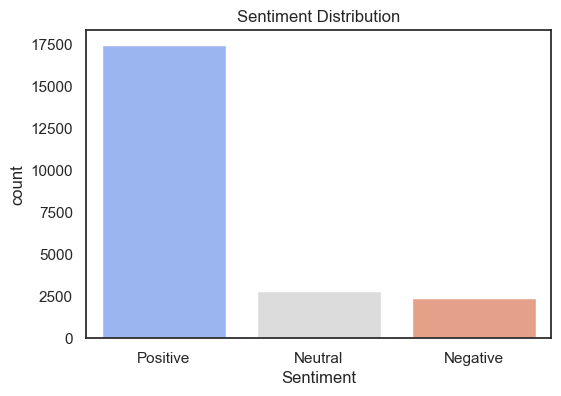 Sentiment Distribution
17500
15000
12500
10000
7500
5000
2500
0
count
Positive
Neutral
Negative
Sentiment